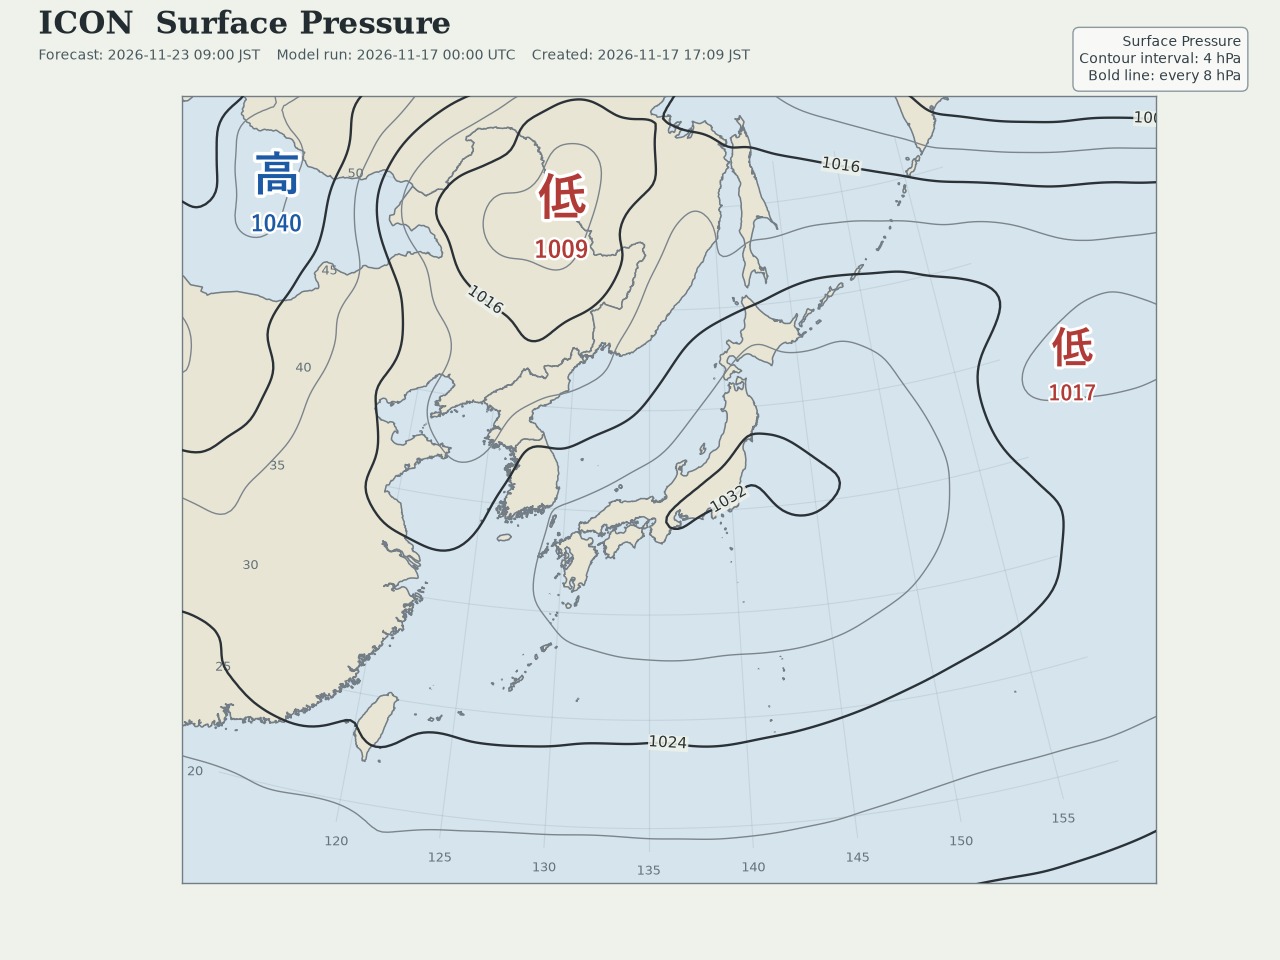 ICON Surface Pressure
Forecast: 2026-11-23 09:00 JST Model run: 2026-11-17 00:00 UTC Created: 2026-11-17 17:09 JST
Surface Pressure
Contour interval: 4 hPa
Bold line: every 8 hPa
100
1016
50
高
1040
低
1009
45
1016
低
1017
40
35
1032
30
25
1024
20
155
120
125
130
135
140
145
150